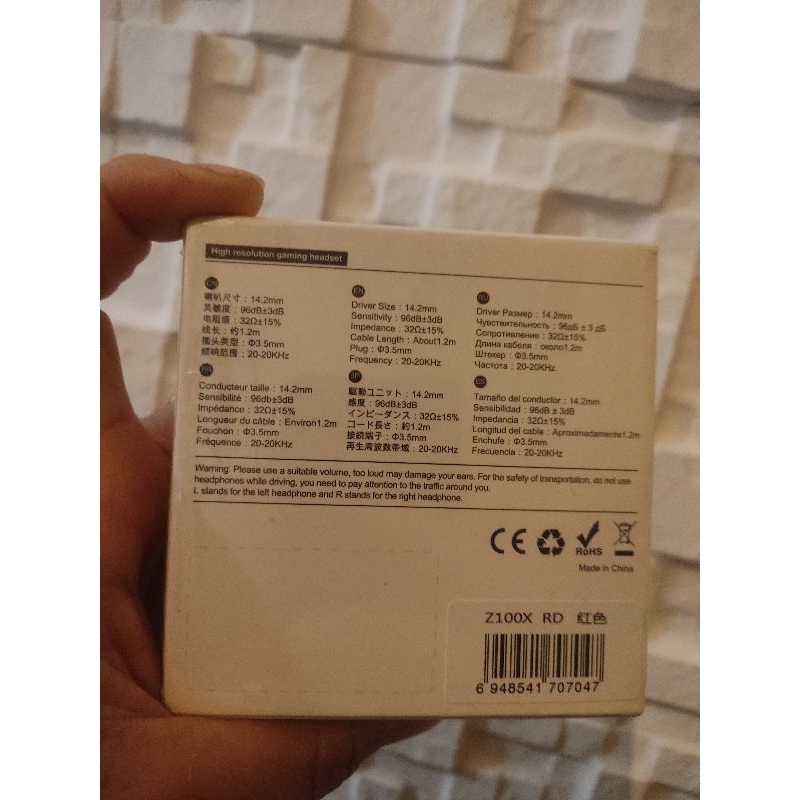 High resolution gaming headset
CN
喇叭尺寸：14.2mm
灵敏度：96dB±3dB
电阻值：32Ω±15%
线长：约1.2m
插头类型：Φ3.5mm
频响范围：20-20KHz
EN
Driver Size：14.2mm
Sensitivity：96dB±3dB
Impedance：32Ω±15%
Cable Length：About1.2m
Plug：Φ3.5mm
Frequency：20-20KHz
RU
Driver Размер：14.2mm
Чувствительность：96дБ ± 3 дБ
Сопротивление：32Ω±15%
Длина кабеля：около1.2m
Штекер：Φ3.5mm
Частота：20-20KHz
FR
Conducteur taille：14.2mm
Sensibilité：96db±3dB
Impédance：32Ω±15%
Longueur du câble：Environ1.2m
Fouchon：Φ3.5mm
Fréquence：20-20KHz
JP
駆動ユニット：14.2mm
感度：96dB±3dB
インピーダンス：32Ω±15%
コード長さ：約1.2m
接続端子：Φ3.5mm
再生周波数帯域：20-20KHz
ES
Tamaño del conductor：14.2mm
Sensibilidad：96dB ± 3dB
Impedancia：32Ω±15%
Longitud del cable：Aproximadamente1.2m
Enchufe：Φ3.5mm
Frecuencia：20-20KHz
Warning: Please use a suitable volume, too loud may damage your ears. For the safety of transportation, do not use
headphones while driving, you need to pay attention to the traffic around you.
L stands for the left headphone and R stands for the right headphone.
CE
RoHS
Made In China
Z100X RD 红色
6 948541 707047